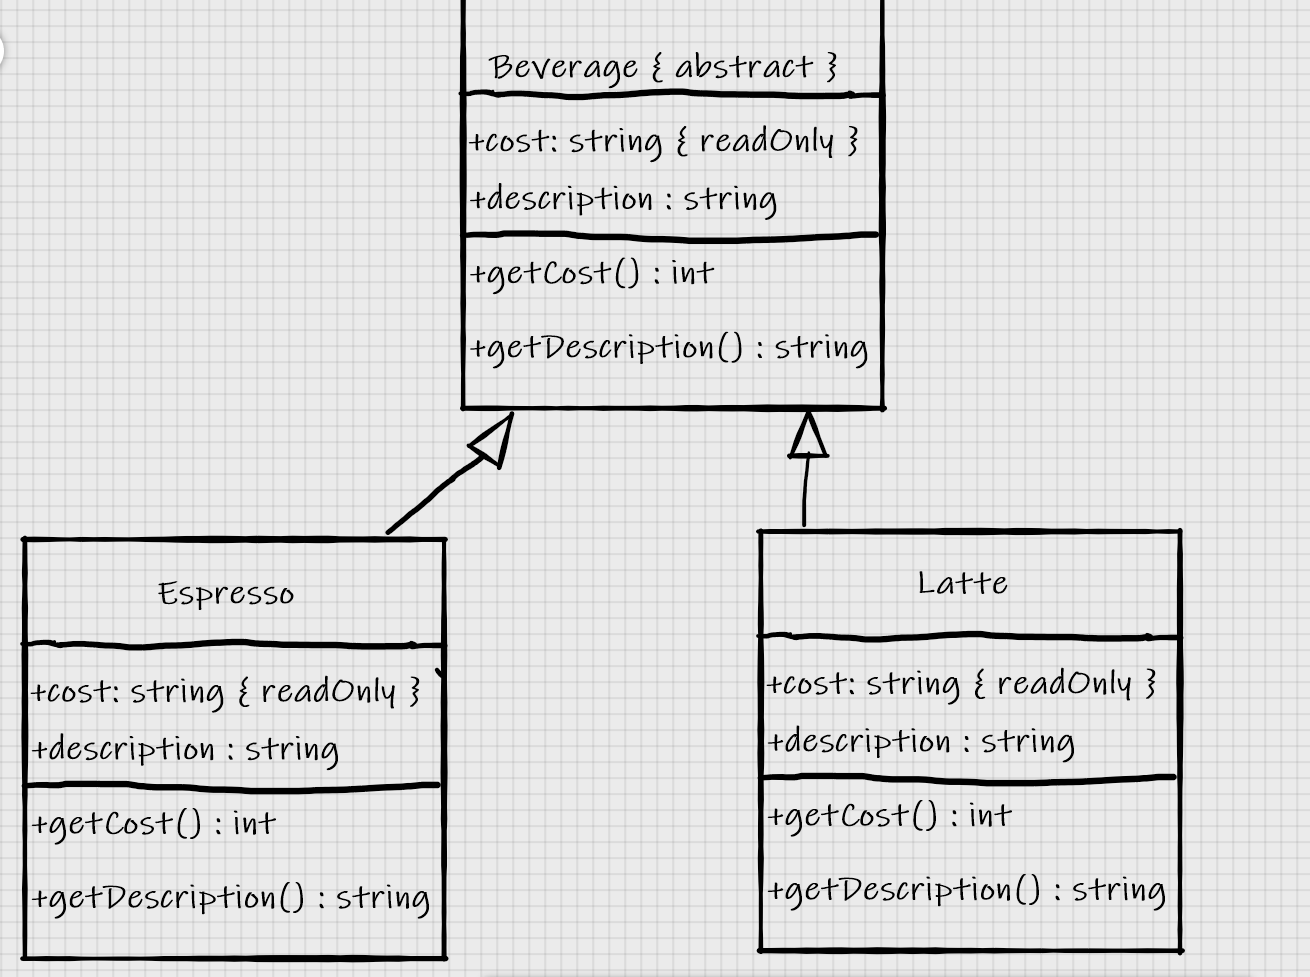 Beverage { abstract }
+cost: string { readOnly }
+description : string
+getCost() : int
+getDescription() : string
Espresso
+cost: string { readOnly }
+description : string
+getCost() : int
+getDescription() : string
Latte
+cost: string { readOnly }
+description : string
+getCost() : int
+getDescription() : string